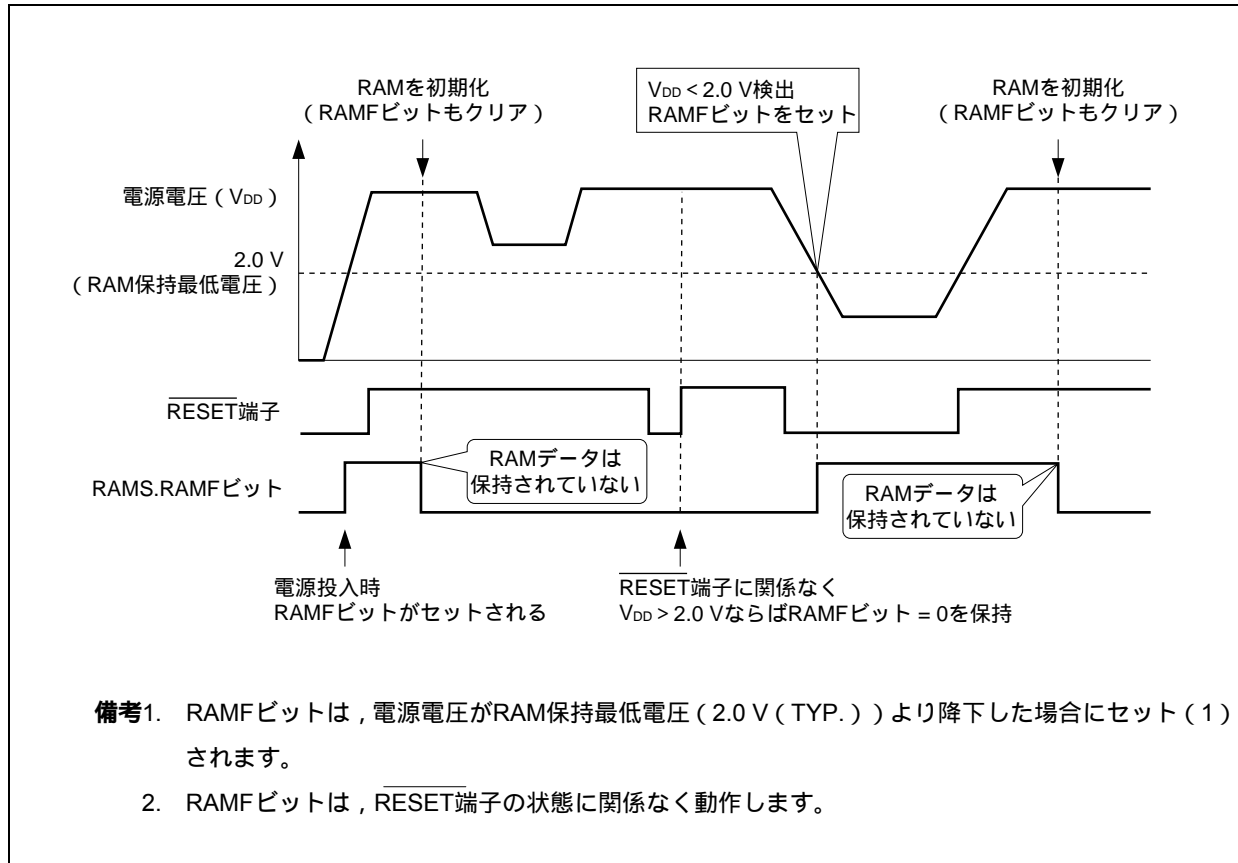 RAMを初期化
（RAMFビットもクリア）
VDD < 2.0 V検出
RAMFビットをセット
RAMを初期化
（RAMFビットもクリア）
電源電圧（VDD）
2.0 V
（RAM保持最低電圧）
RESET端子
RAMS.RAMFビット
RAMデータは
保持されていない
RAMデータは
保持されていない
電源投入時
RAMFビットがセットされる
RESET端子に関係なく
VDD > 2.0 VならばRAMFビット = 0を保持
備考1. RAMFビットは，電源電圧がRAM保持最低電圧（2.0 V（TYP.））より降下した場合にセット（1）
されます。
2. RAMFビットは，RESET端子の状態に関係なく動作します。